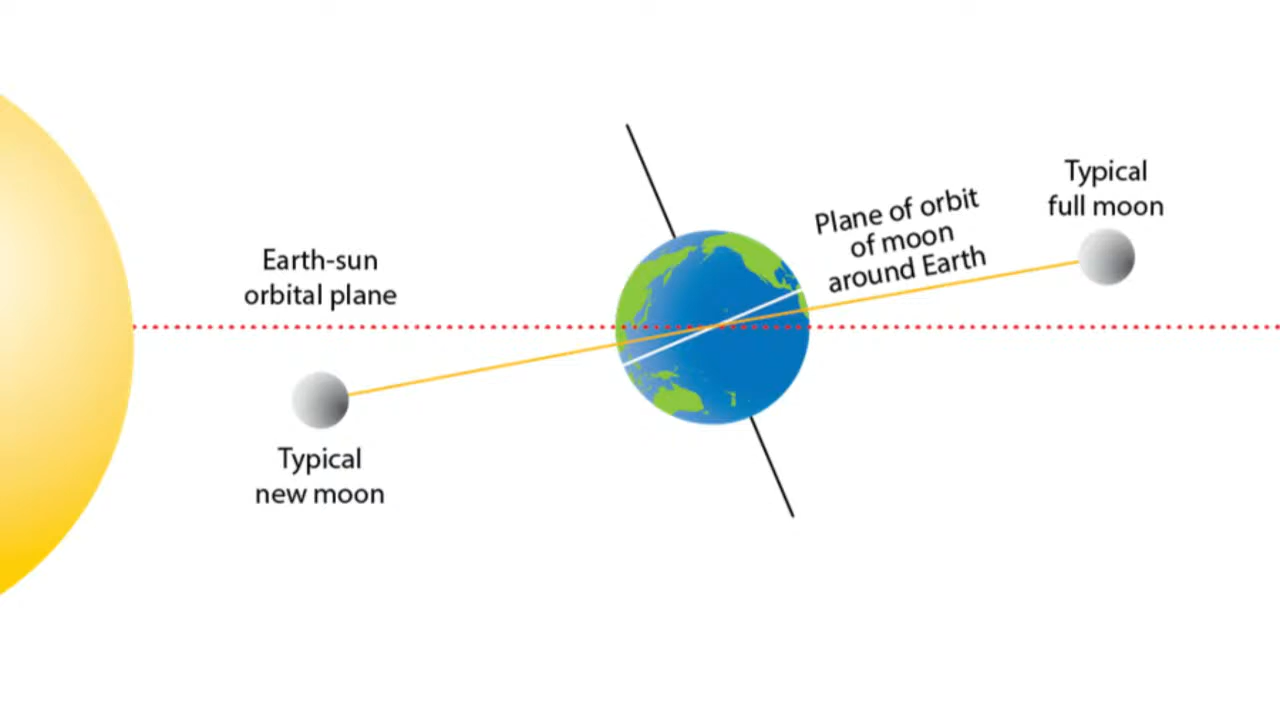 Earth-sun
orbital plane
Typical
new moon
Plane of orbit
of moon
around Earth
Typical
full moon